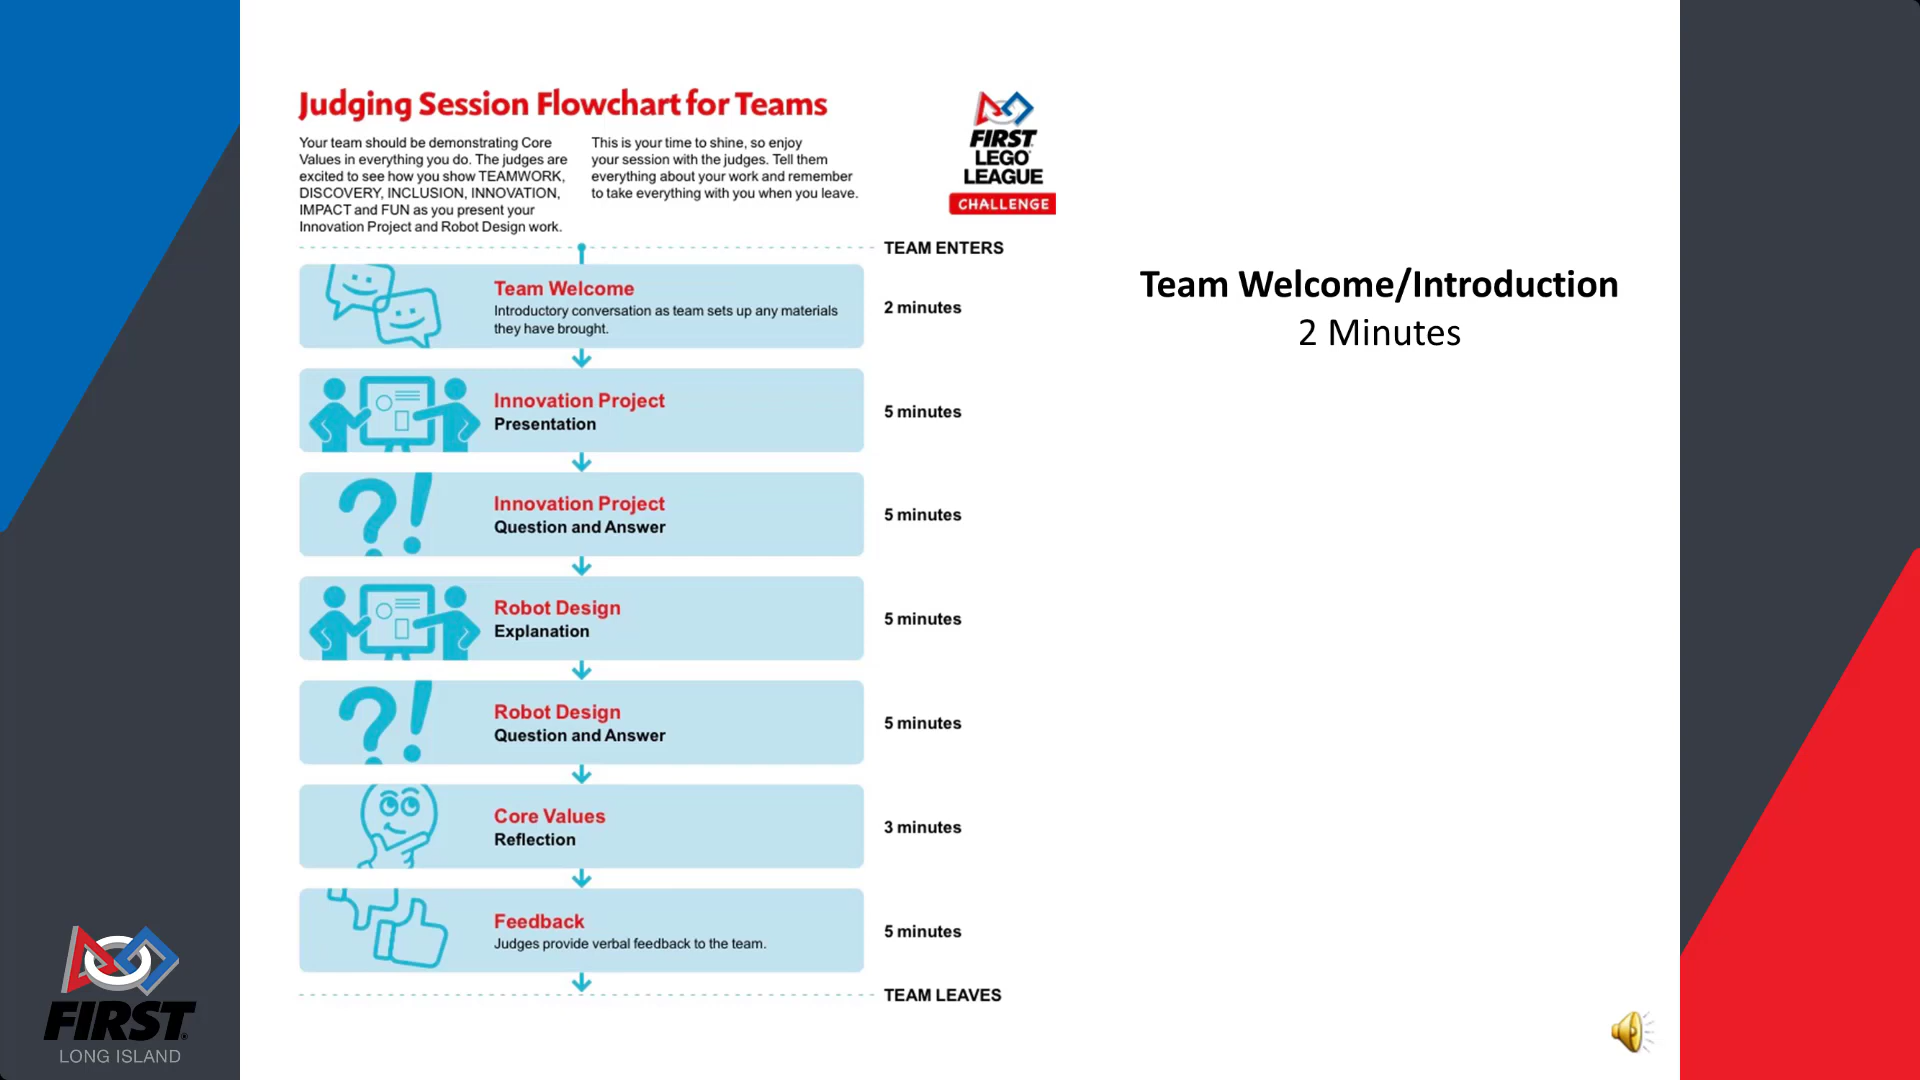 Judging Session Flowchart for Teams
Your team should be demonstrating Core
Values in everything you do. The judges are
excited to see how you show TEAMWORK,
DISCOVERY, INCLUSION, INNOVATION,
IMPACT and FUN as you present your
Innovation Project and Robot Design work.
This is your time to shine, so enjoy
your session with the judges. Tell them
everything about your work and remember
to take everything with you when you leave.
FIRST
LEGO
LEAGUE
CHALLENGE
TEAM ENTERS
Team Welcome
Introductory conversation as team sets up any materials
they have brought.
2 minutes
Innovation Project
Presentation
5 minutes
Innovation Project
Question and Answer
5 minutes
Robot Design
Explanation
5 minutes
Robot Design
Question and Answer
5 minutes
Core Values
Reflection
3 minutes
Feedback
Judges provide verbal feedback to the team.
5 minutes
TEAM LEAVES
Team Welcome/Introduction
2 Minutes
FIRST
LONG ISLAND